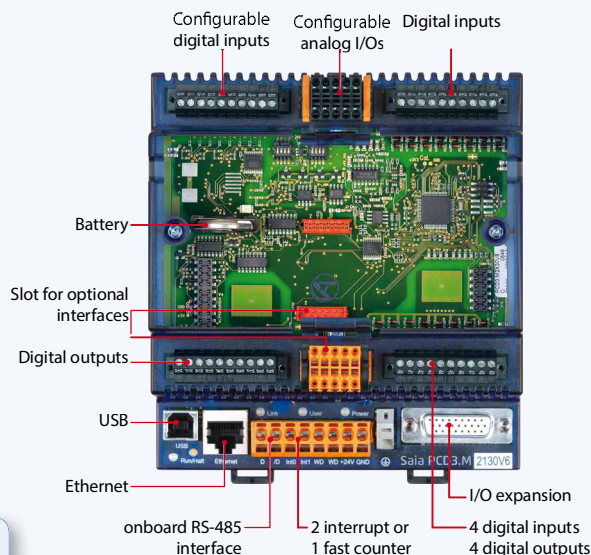 Configurable
digital inputs
Configurable
analog I/Os
Digital inputs
Battery
Slot for optional
interfaces
Digital outputs
USB
Link
User
Power
USB
Run/Halt
Ethernet
D /D Int0 Int1 WD WD +24V GND
Saia PCD3.M 2130V6
Ethernet
I/O expansion
onboard RS-485
interface
2 interrupt or
1 fast counter
4 digital inputs
4 digital outputs